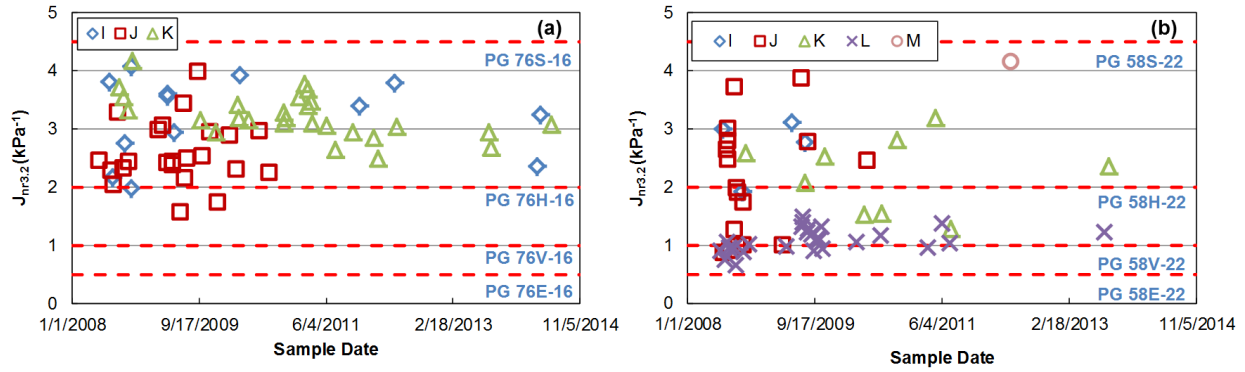 I J K
(a)
5
4
3
2
1
0
Jnr3.2 (kPa-1)
PG 76S-16
PG 76H-16
PG 76V-16
PG 76E-16
1/1/2008 9/17/2009 6/4/2011 2/18/2013 11/5/2014
Sample Date
I J K L M
(b)
5
4
3
2
1
0
Jnr3.2 (kPa-1)
PG 58S-22
PG 58H-22
PG 58V-22
PG 58E-22
1/1/2008 9/17/2009 6/4/2011 2/18/2013 11/5/2014
Sample Date